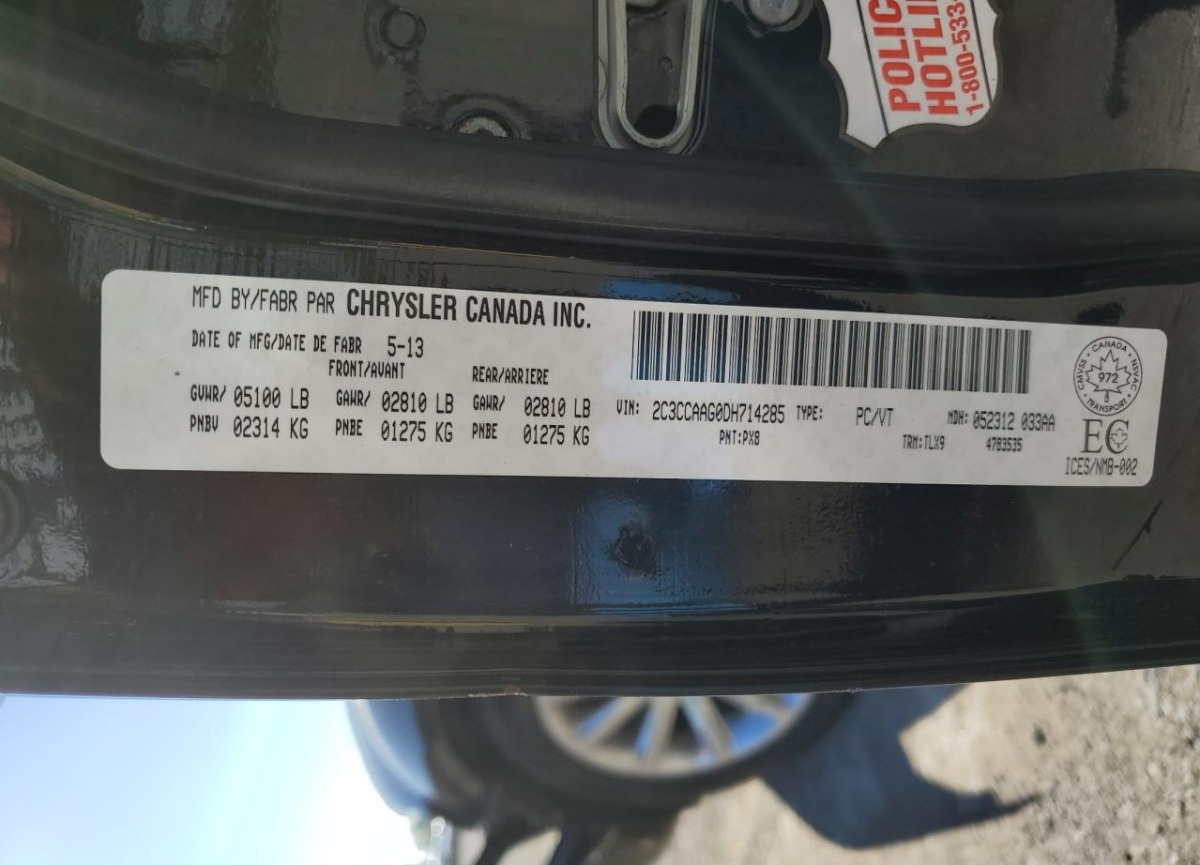 POLIC
HOTLIN
1-800-533-
MFD BY/FABR PAR CHRYSLER CANADA INC.
DATE OF MFG/DATE DE FABR 5-13
FRONT/AVANT REAR/ARRIERE
GVWR/ 05100 LB GAWR/ 02810 LB GAWR/ 02810 LB
PNBV 02314 KG PNBE 01275 KG PNBE 01275 KG
VIN: 2C3CCAAG0DH714285 TYPE: PC/VT MDH: 052312 033AA
PNT:PX8 TRM:TLX9 4783535
CANADA
CMVSS NSVAC
972
TRANSPORT
EC
ICES/NMB-002